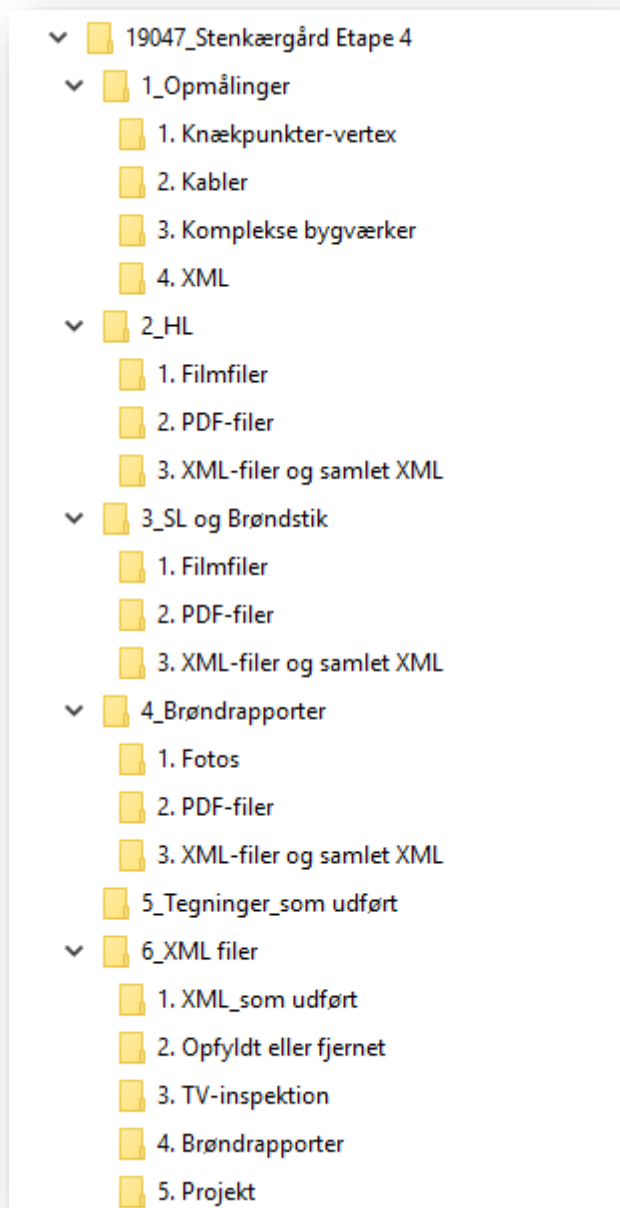 19047_Stenkærgård Etape 4
1_Opmålinger
1. Knækpunkter-vertex
2. Kabler
3. Komplekse bygværker
4. XML
2_HL
1. Filmfiler
2. PDF-filer
3. XML-filer og samlet XML
3_SL og Brøndstik
1. Filmfiler
2. PDF-filer
3. XML-filer og samlet XML
4_Brøndrapporter
1. Fotos
2. PDF-filer
3. XML-filer og samlet XML
5_Tegninger_som udført
6_XML filer
1. XML_som udført
2. Opfyldt eller fjernet
3. TV-inspektion
4. Brøndrapporter
5. Projekt